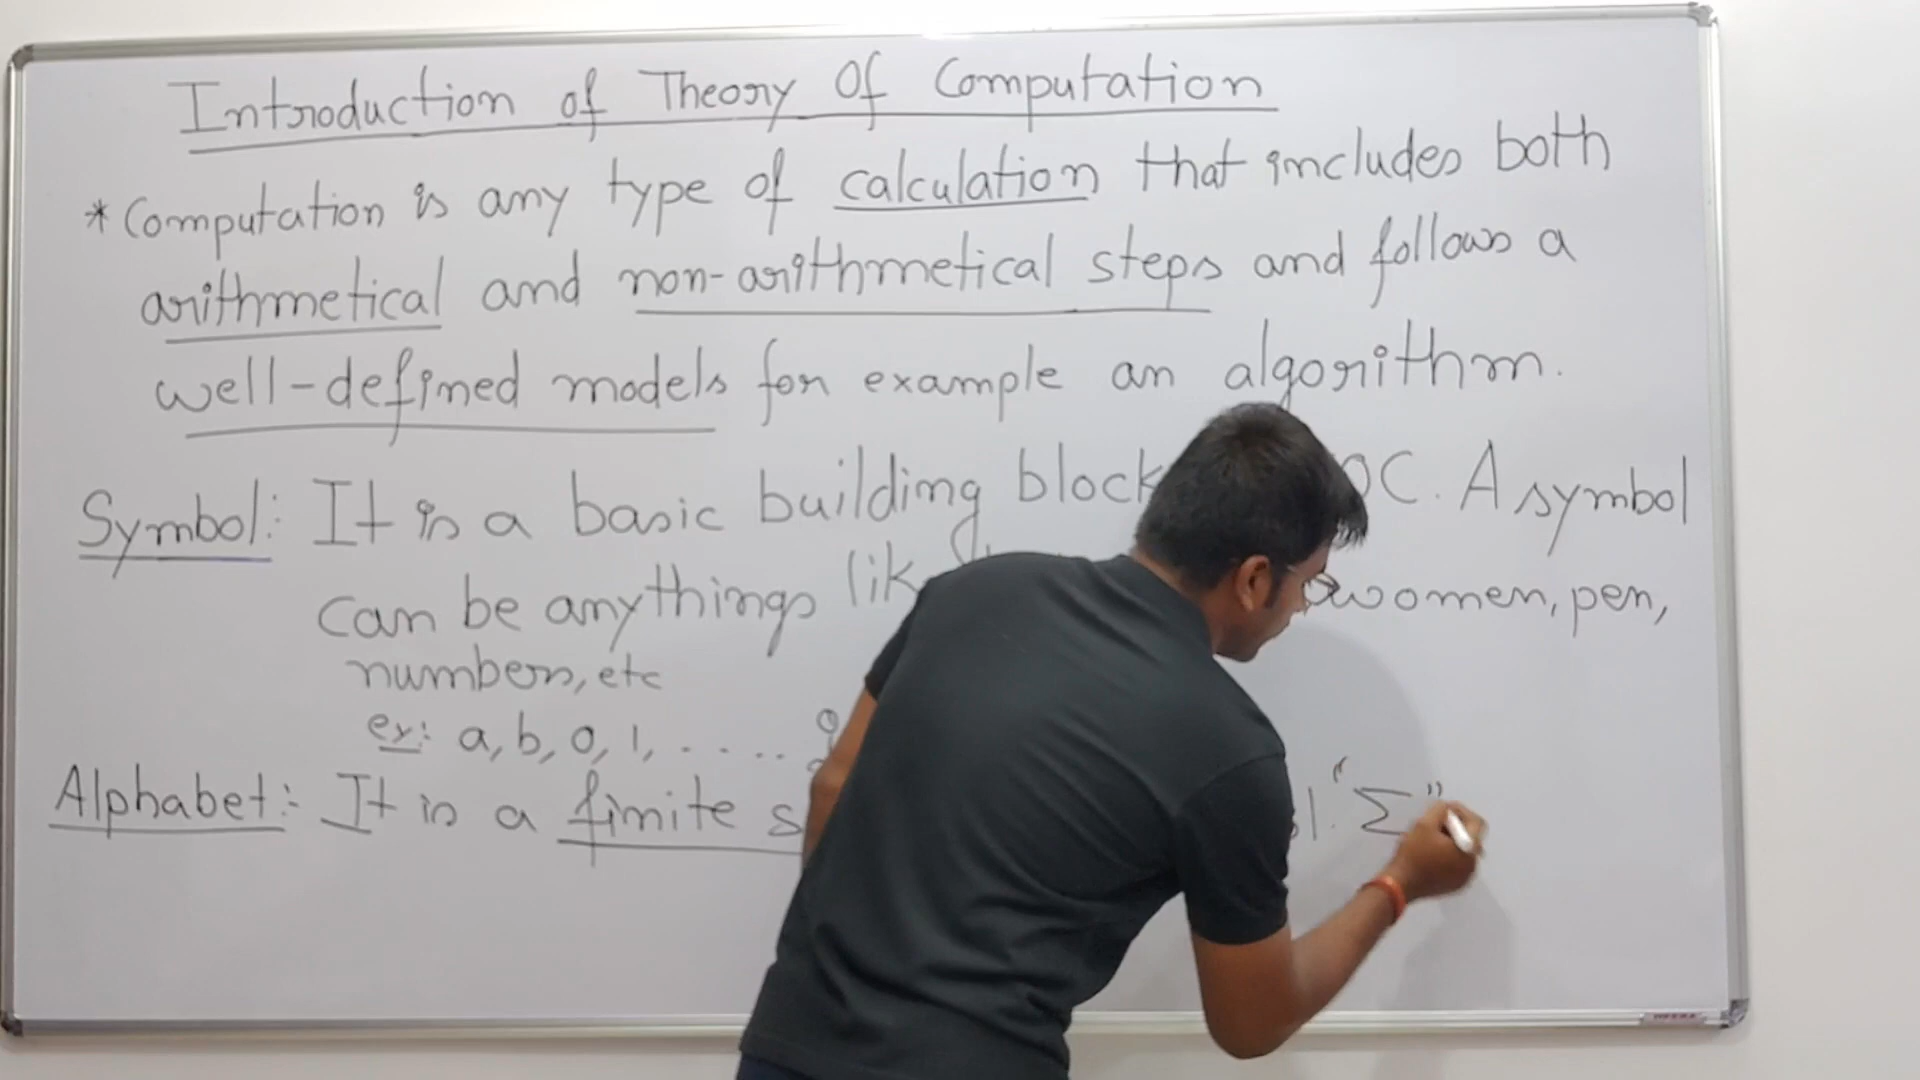 Introduction of Theory Of Computation
* Computation is any type of calculation that includes both
arithmetical and non-arithmetical steps and follows a
well-defined models for example an algorithm.
Symbol: It is a basic building block OC. A symbol
can be anythings lik women, pen,
numbers, etc
ex: a, b, 0, 1, .....
Alphabet:- It is a finite s l. "Σ"